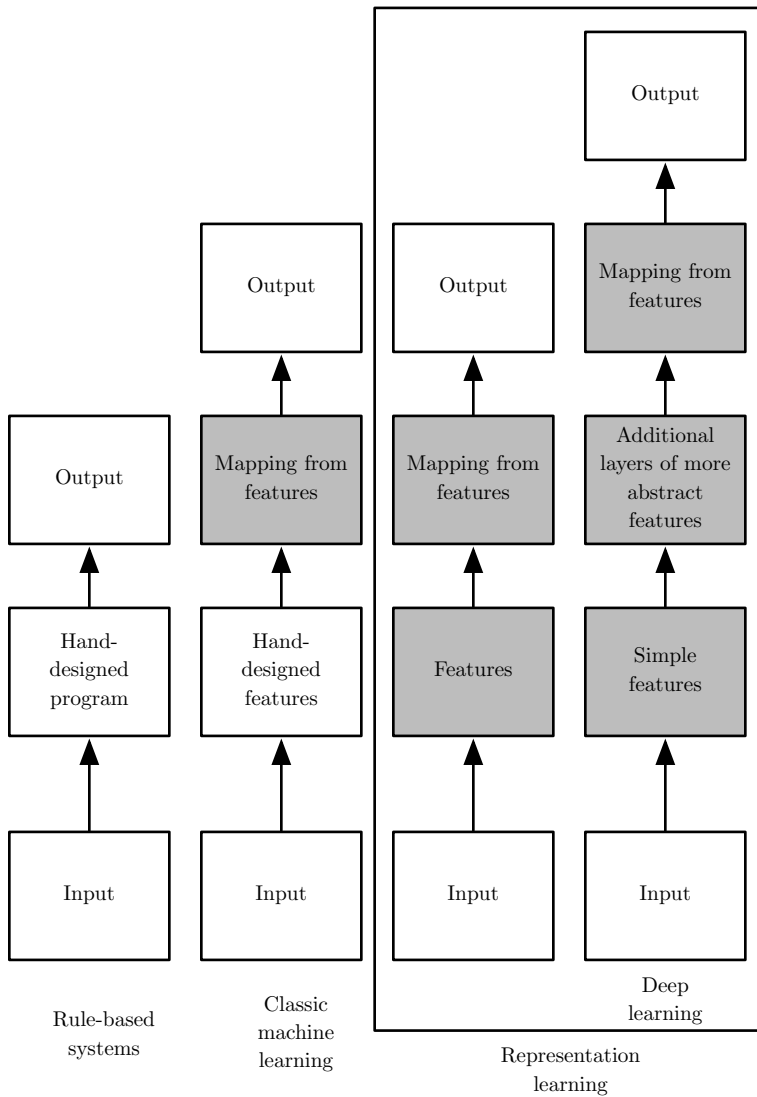 Output
Output
Output
Mapping from
features
Output
Mapping from
features
Mapping from
features
Additional
layers of more
abstract
features
Hand-
designed
program
Hand-
designed
features
Features
Simple
features
Input
Input
Input
Input
Rule-based
systems
Classic
machine
learning
Deep
learning
Representation
learning